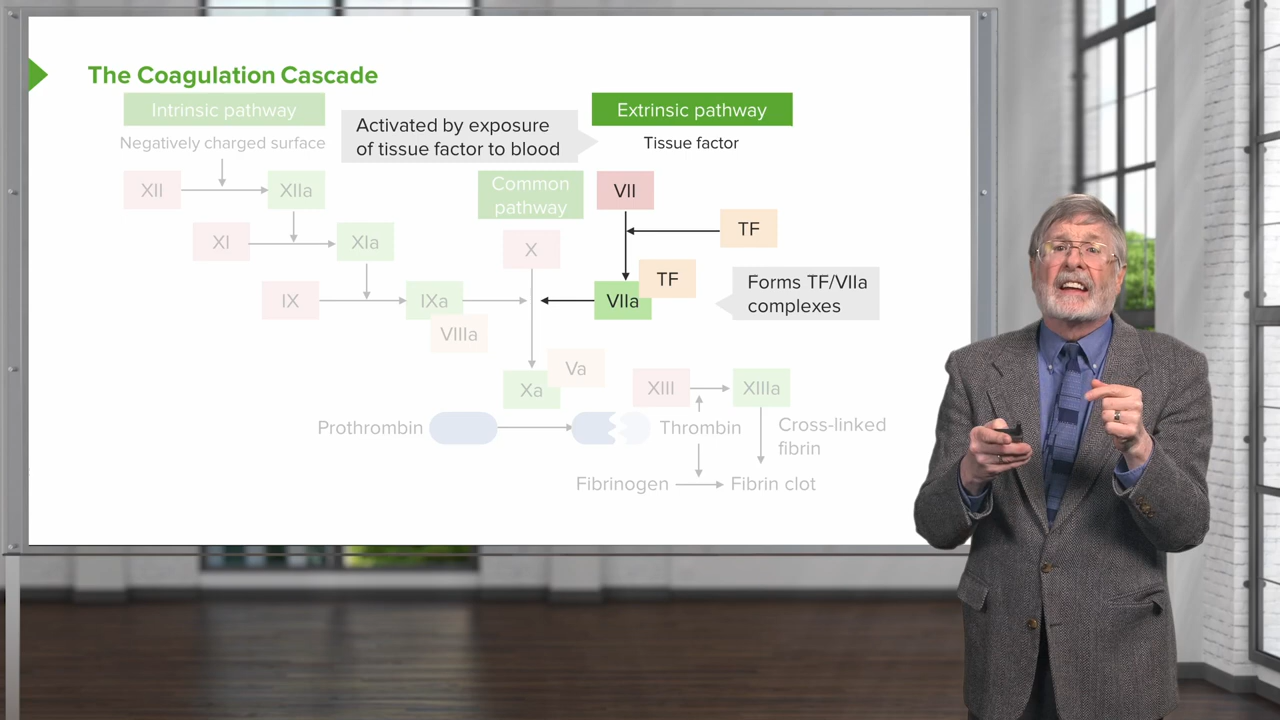 The Coagulation Cascade
Intrinsic pathway
Negatively charged surface
Activated by exposure
of tissue factor to blood
Extrinsic pathway
Tissue factor
XII
XIIa
Common
pathway
VII
TF
XI
XIa
X
TF
Forms TF/VIIa
complexes
IX
IXa
VIIa
VIIIa
Va
Xa
XIII
XIIIa
Prothrombin
Thrombin
Cross-linked
fibrin
Fibrinogen
Fibrin clot